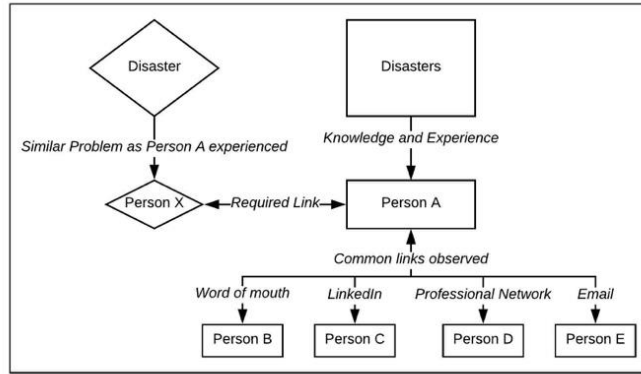 Disaster
Disasters
Similar Problem as Person A experienced
Knowledge and Experience
Person X
Required Link
Person A
Common links observed
Word of mouth
LinkedIn
Professional Network
Email
Person B
Person C
Person D
Person E